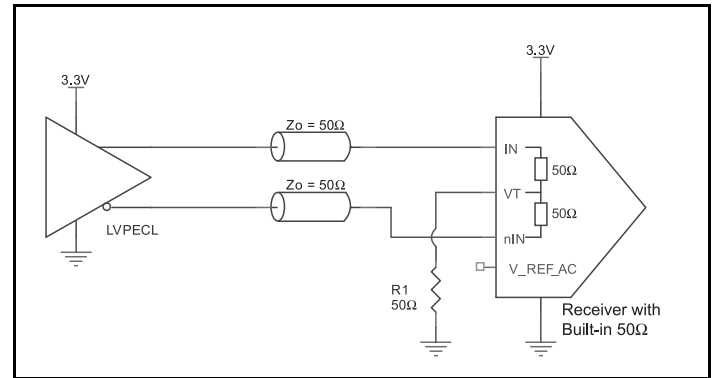 3.3V
3.3V
Zo = 50Ω
IN
50Ω
Zo = 50Ω
VT
50Ω
LVPECL
nIN
V_REF_AC
R1
50Ω
Receiver with
Built-in 50Ω